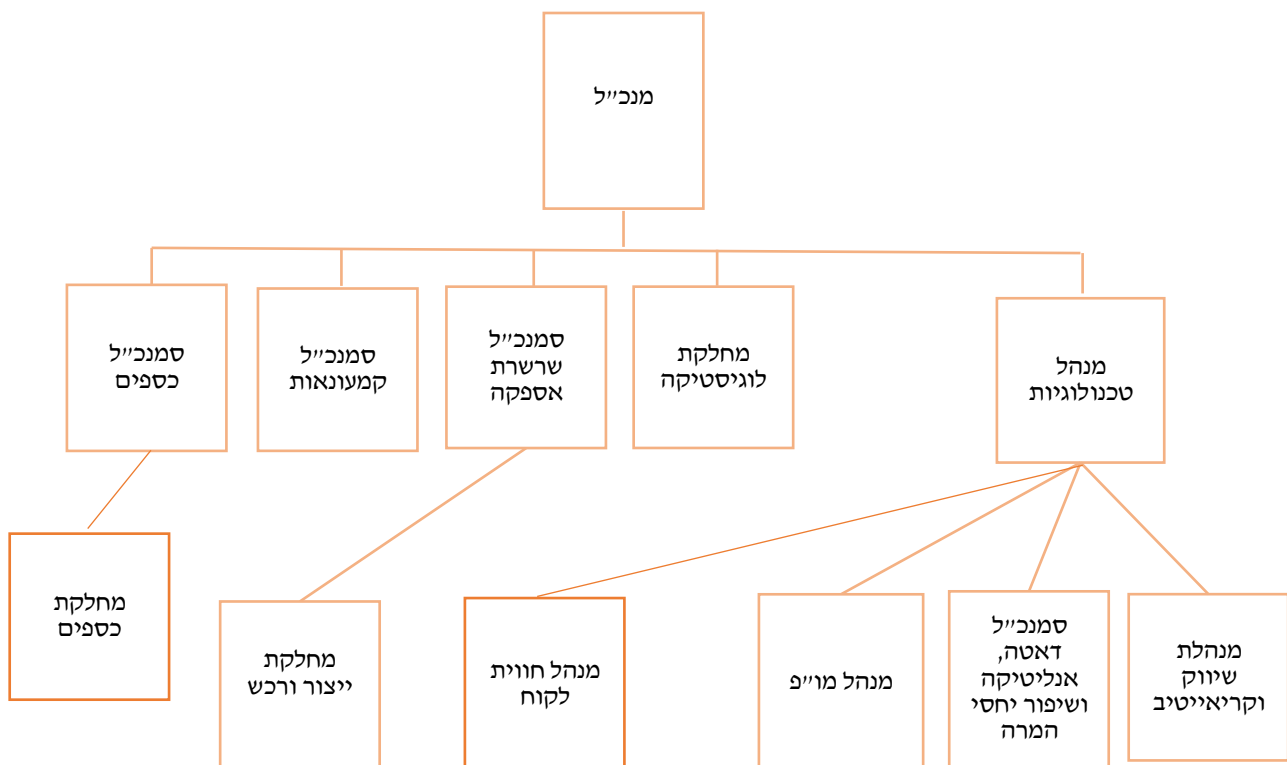 מנכ״ל
מנהל
טכנולוגיות
מחלקת
לוגיסטיקה
סמנכ״ל
שרשרת
אספקה
סמנכ״ל
קמעונאות
סמנכ״ל
כספים
מנהלת
שיווק
וקריאייטיב
סמנכ״ל
דאטה,
אנליטיקה
ושיפור יחסי
המרה
מנהל מו״פ
מנהל חווית
לקוח
מחלקת
ייצור ורכש
מחלקת
כספים